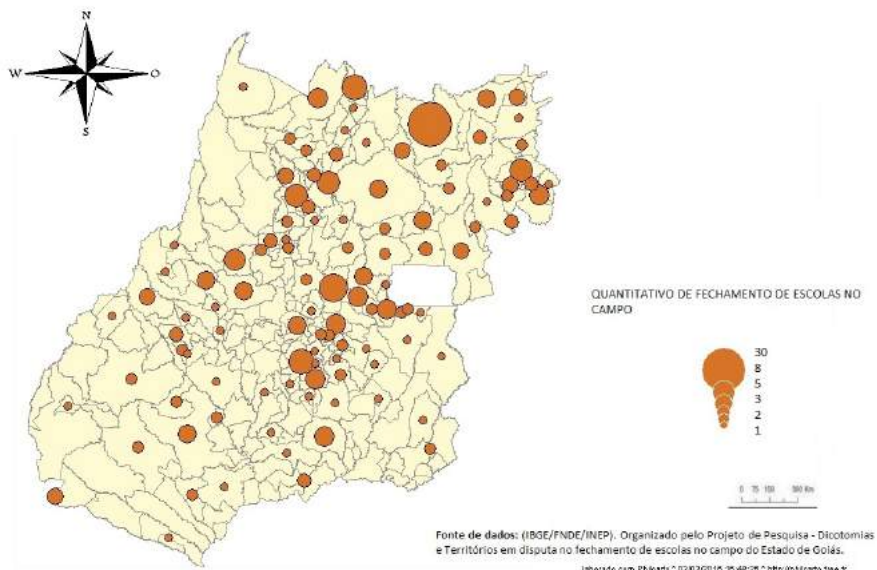 N
W
O
S
QUANTITATIVO DE FECHAMENTO DE ESCOLAS NO
CAMPO
30
8
5
3
2
1
0 75 150 300 Km
Fonte de dados: (IBGE/FNDE/INEP). Organizado pelo Projeto de Pesquisa - Dicotomias
e Territórios em disputa no fechamento de escolas no campo do Estado de Goiás.